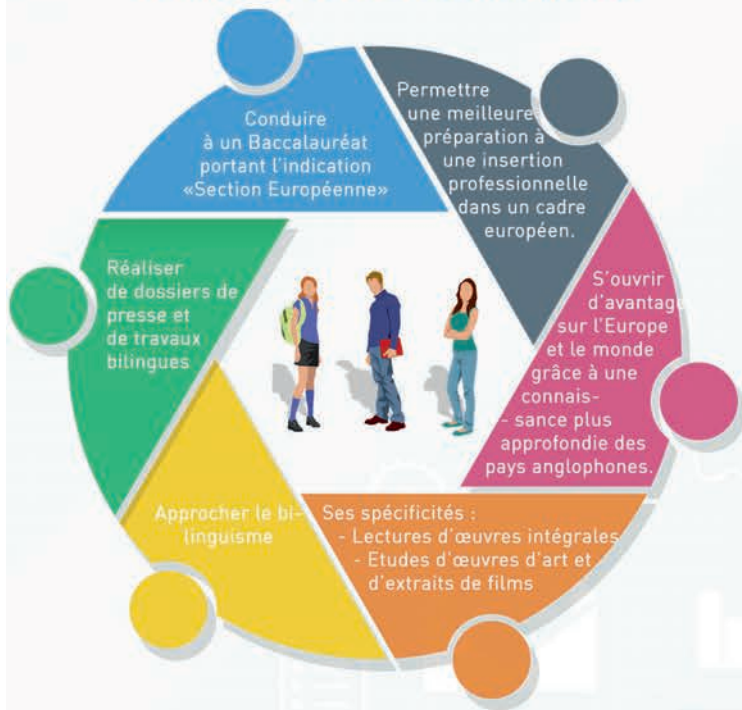 Conduire
à un Baccalauréat
portant l'indication
«Section Européenne»
Permettre
une meilleure
préparation à
une insertion
professionnelle
dans un cadre
européen.
S'ouvrir
d'avantage
sur l'Europe
et le monde
grâce à une
connais-
- sance plus
approfondie des
pays anglophones.
Ses spécificités :
- Lectures d'œuvres intégrales
- Etudes d'œuvres d'art et
d'extraits de films
Approcher le bi-
linguisme
Réaliser
de dossiers de
presse et
de travaux
bilingues